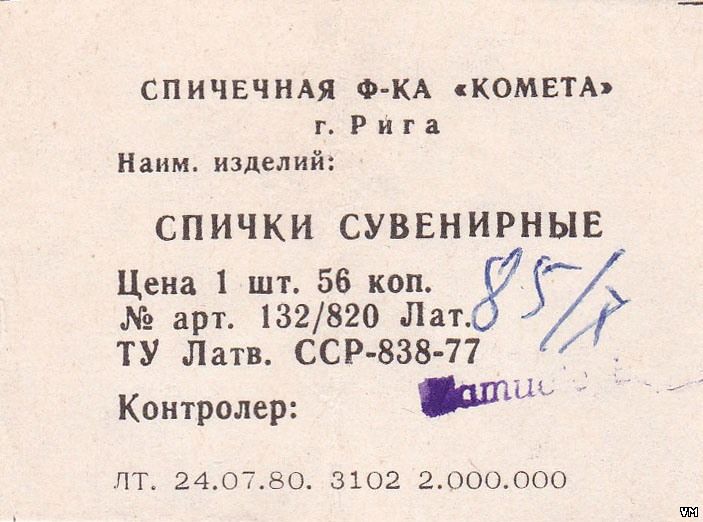 СПИЧЕЧНАЯ Ф-КА «КОМЕТА»
г. Рига
Наим. изделий:
СПИЧКИ СУВЕНИРНЫЕ
Цена 1 шт. 56 коп.
№ арт. 132/820 Лат.
ТУ Латв. ССР-838-77
Контролер:
ЛТ. 24.07.80. 3102 2.000.000
VM